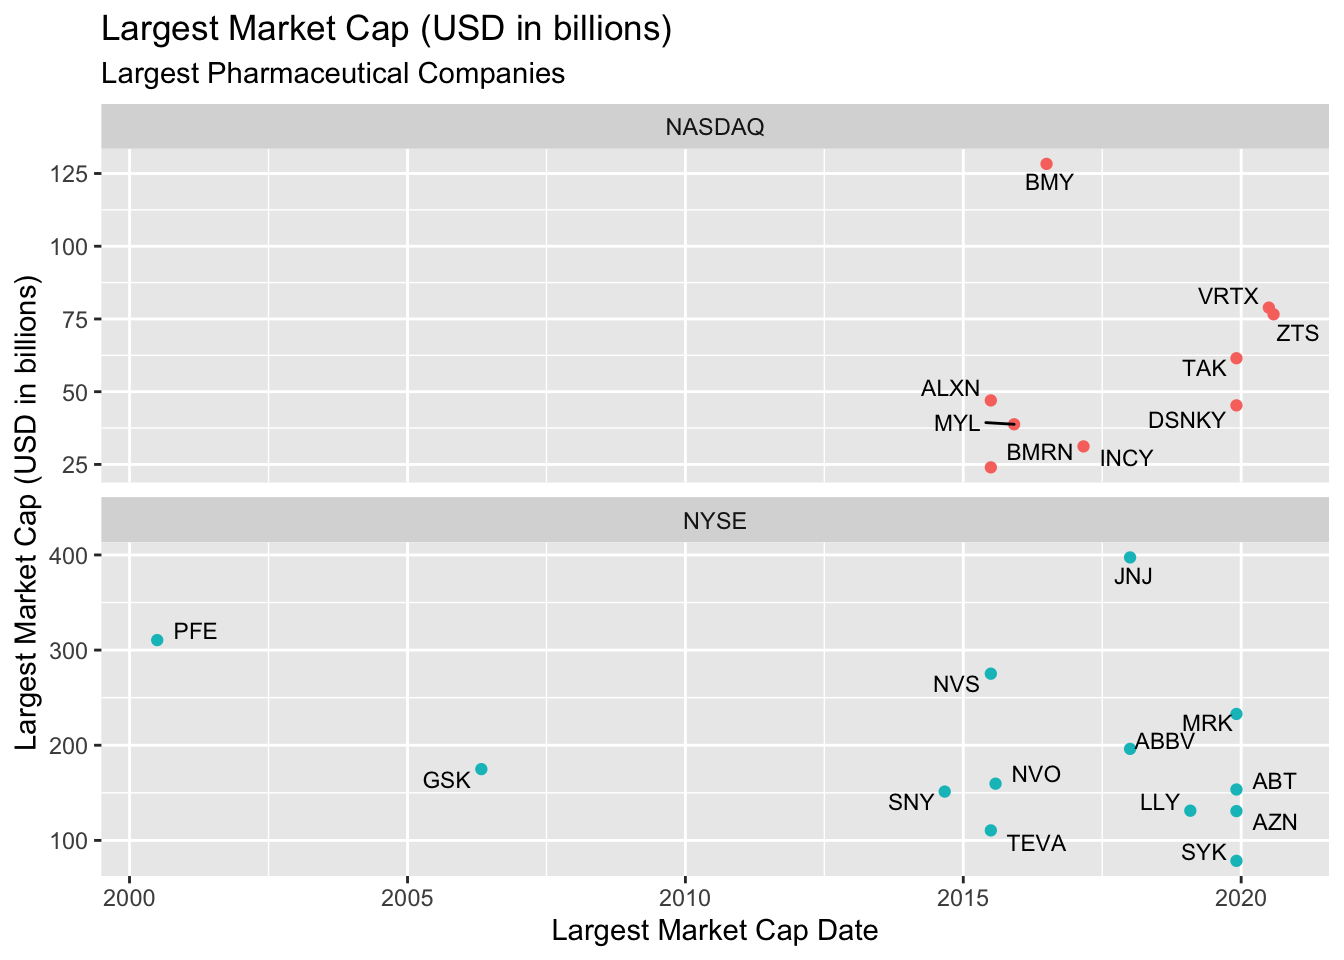 Largest Market Cap (USD in billions)
Largest Pharmaceutical Companies
Largest Market Cap (USD in billions)
NASDAQ
125
BMY
100
VRTX
75
ZTS
TAK
ALXN
50
DSNKY
MYL
BMRN
INCY
25
NYSE
400
JNJ
PFE
300
NVS
MRK
ABBV
200
GSK
NVO
ABT
SNY
LLY
AZN
100
TEVA
SYK
2000 2005 2010 2015 2020
Largest Market Cap Date